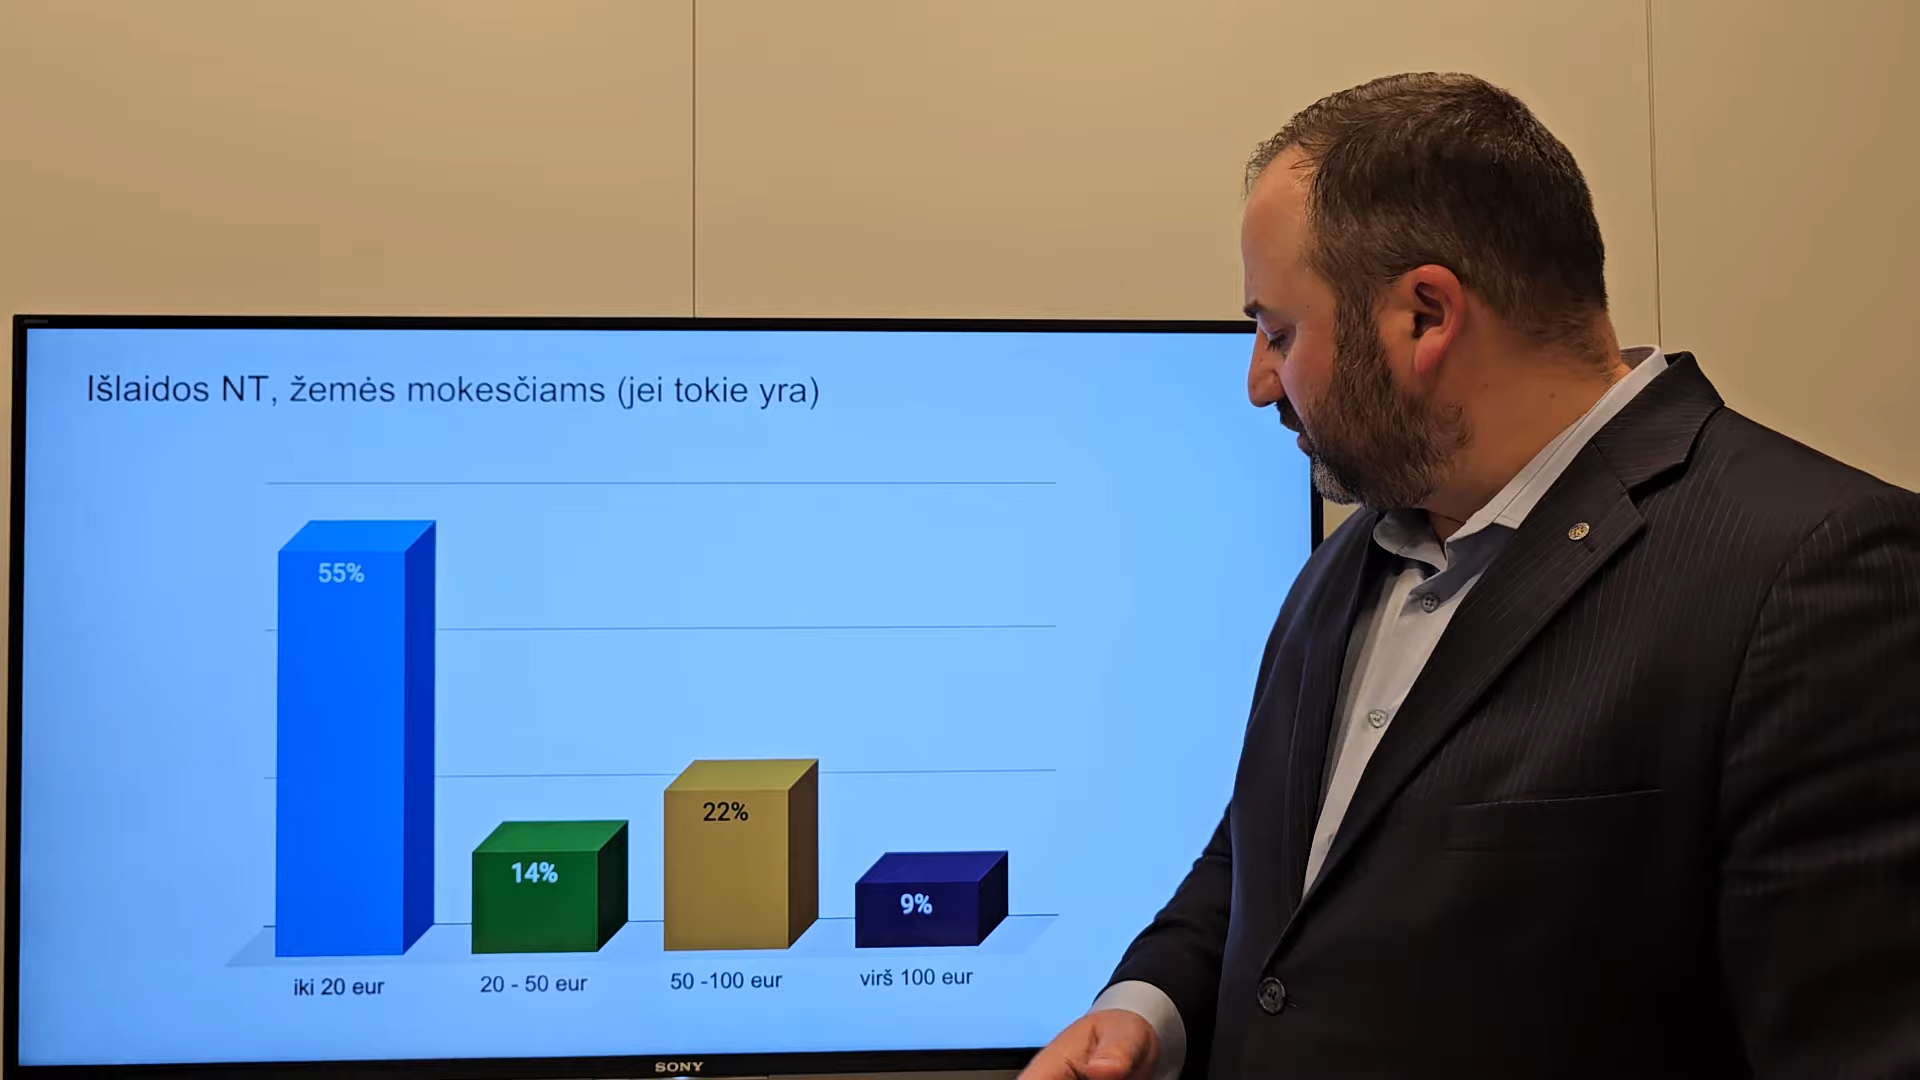 Išlaidos NT, žemės mokesčiams (jei tokie yra)
55%
14%
22%
9%
iki 20 eur
20 - 50 eur
50 -100 eur
virš 100 eur
SONY